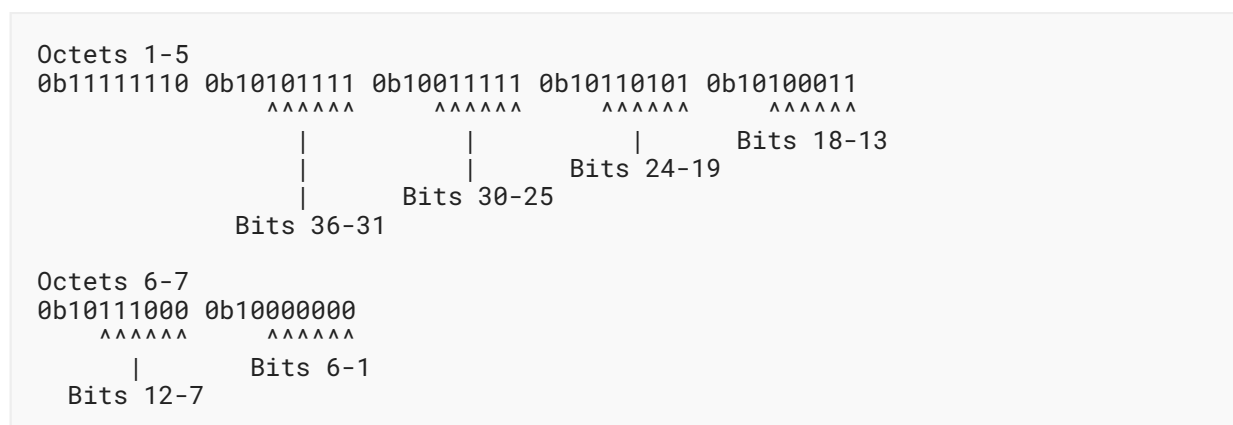 Octets 1-5
0b11111110 0b10101111 0b10011111 0b10110101 0b10100011
^^^^^^ ^^^^^^ ^^^^^^ ^^^^^^
| | | Bits 18-13
| | Bits 24-19
| Bits 30-25
Bits 36-31
Octets 6-7
0b10111000 0b10000000
^^^^^^ ^^^^^^
| Bits 6-1
Bits 12-7